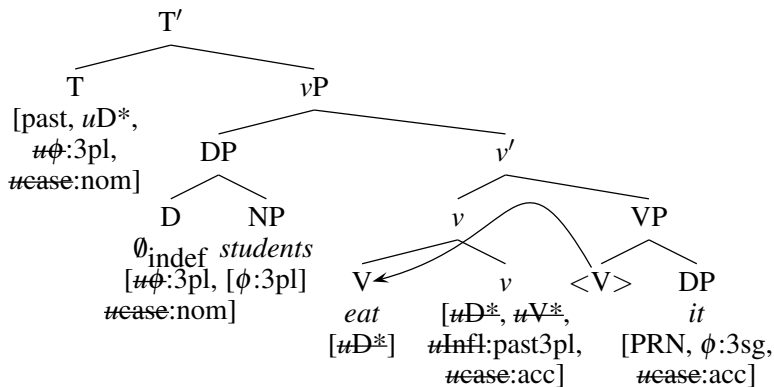 T′
T vP
[past, uD*,
uϕ:3pl,
ucase:nom]
DP v′
D NP v VP
∅indef students
[uϕ:3pl, [ϕ:3pl]
ucase:nom]
V v <V> DP
eat [uD*, uV*, it
[uD*] uInfl:past3pl, [PRN, ϕ:3sg,
ucase:acc] ucase:acc]